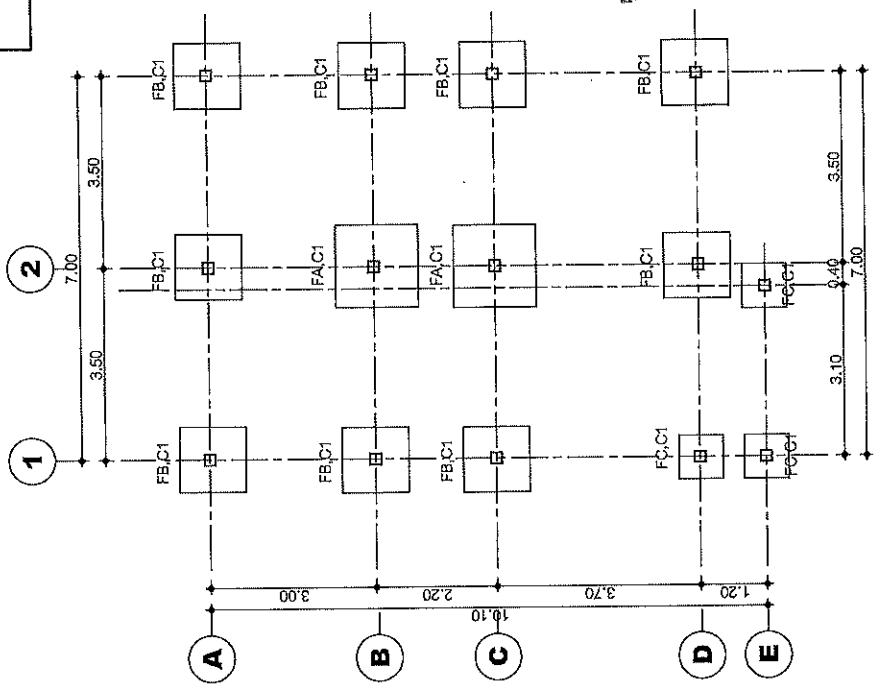 2
1
7.00
3.50
3.50
FB,C1
FB,C1
FB,C1
FB,C1
FB,C1
FA,C1
FA,C1
FB,C1
FC,C1
FB,C1
FB,C1
FB,C1
FC,C1
FC,C1
3.50
0.40
3.10
7.00
3.00
2.20
3.70
1.20
10.10
A
B
C
D
E